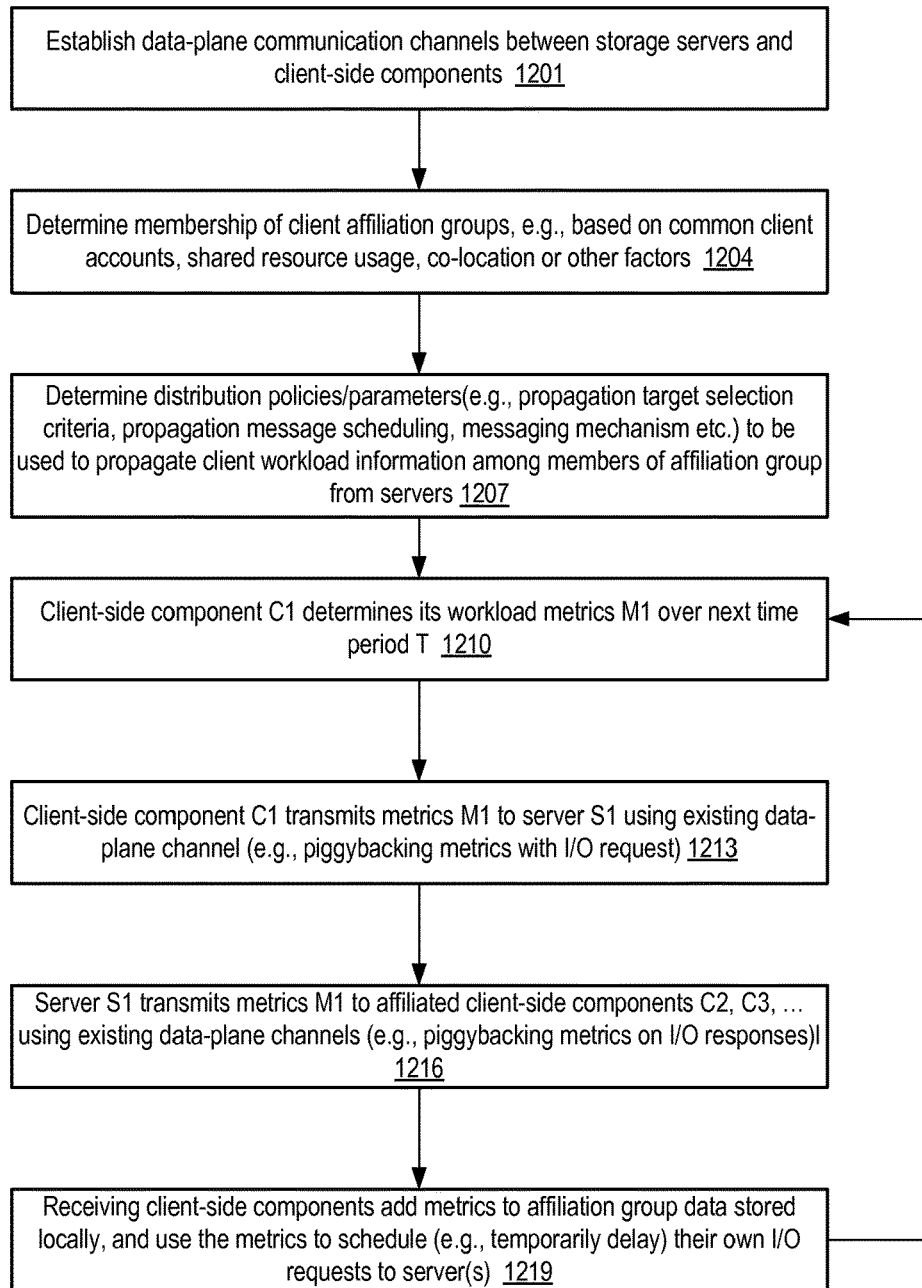 Establish data-plane communication channels between storage servers and
client-side components 1201
Determine membership of client affiliation groups, e.g., based on common client
accounts, shared resource usage, co-location or other factors 1204
Determine distribution policies/parameters(e.g., propagation target selection
criteria, propagation message scheduling, messaging mechanism etc.) to be
used to propagate client workload information among members of affiliation group
from servers 1207
Client-side component C1 determines its workload metrics M1 over next time
period T 1210
Client-side component C1 transmits metrics M1 to server S1 using existing data-
plane channel (e.g., piggybacking metrics with I/O request) 1213
Server S1 transmits metrics M1 to affiliated client-side components C2, C3, …
using existing data-plane channels (e.g., piggybacking metrics on I/O responses)l
1216
Receiving client-side components add metrics to affiliation group data stored
locally, and use the metrics to schedule (e.g., temporarily delay) their own I/O
requests to server(s) 1219